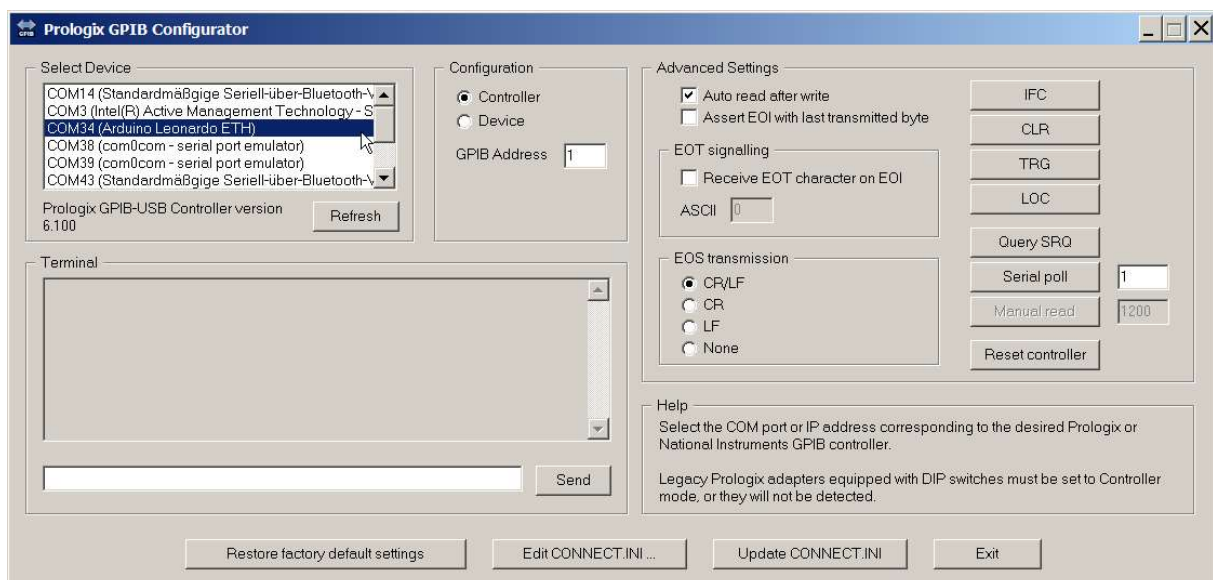 GPIB
Prologix GPIB Configurator
Select Device
COM14 (Standardmäßgige Seriell-über-Bluetooth-V
COM3 (Intel(R) Active Management Technology - S
COM34 (Arduino Leonardo ETH)
COM38 (com0com - serial port emulator)
COM39 (com0com - serial port emulator)
COM43 (Standardmäßgige Seriell-über-Bluetooth-V
Prologix GPIB-USB Controller version
6.100
Refresh
Configuration
Controller
Device
GPIB Address 1
Advanced Settings
Auto read after write
Assert EOI with last transmitted byte
EOT signalling
Receive EOT character on EOI
ASCII 0
EOS transmission
CR/LF
CR
LF
None
IFC
CLR
TRG
LOC
Query SRQ
Serial poll 1
Manual read 1200
Reset controller
Terminal
Send
Help
Select the COM port or IP address corresponding to the desired Prologix or
National Instruments GPIB controller.
Legacy Prologix adapters equipped with DIP switches must be set to Controller
mode, or they will not be detected.
Restore factory default settings
Edit CONNECT.INI ...
Update CONNECT.INI
Exit